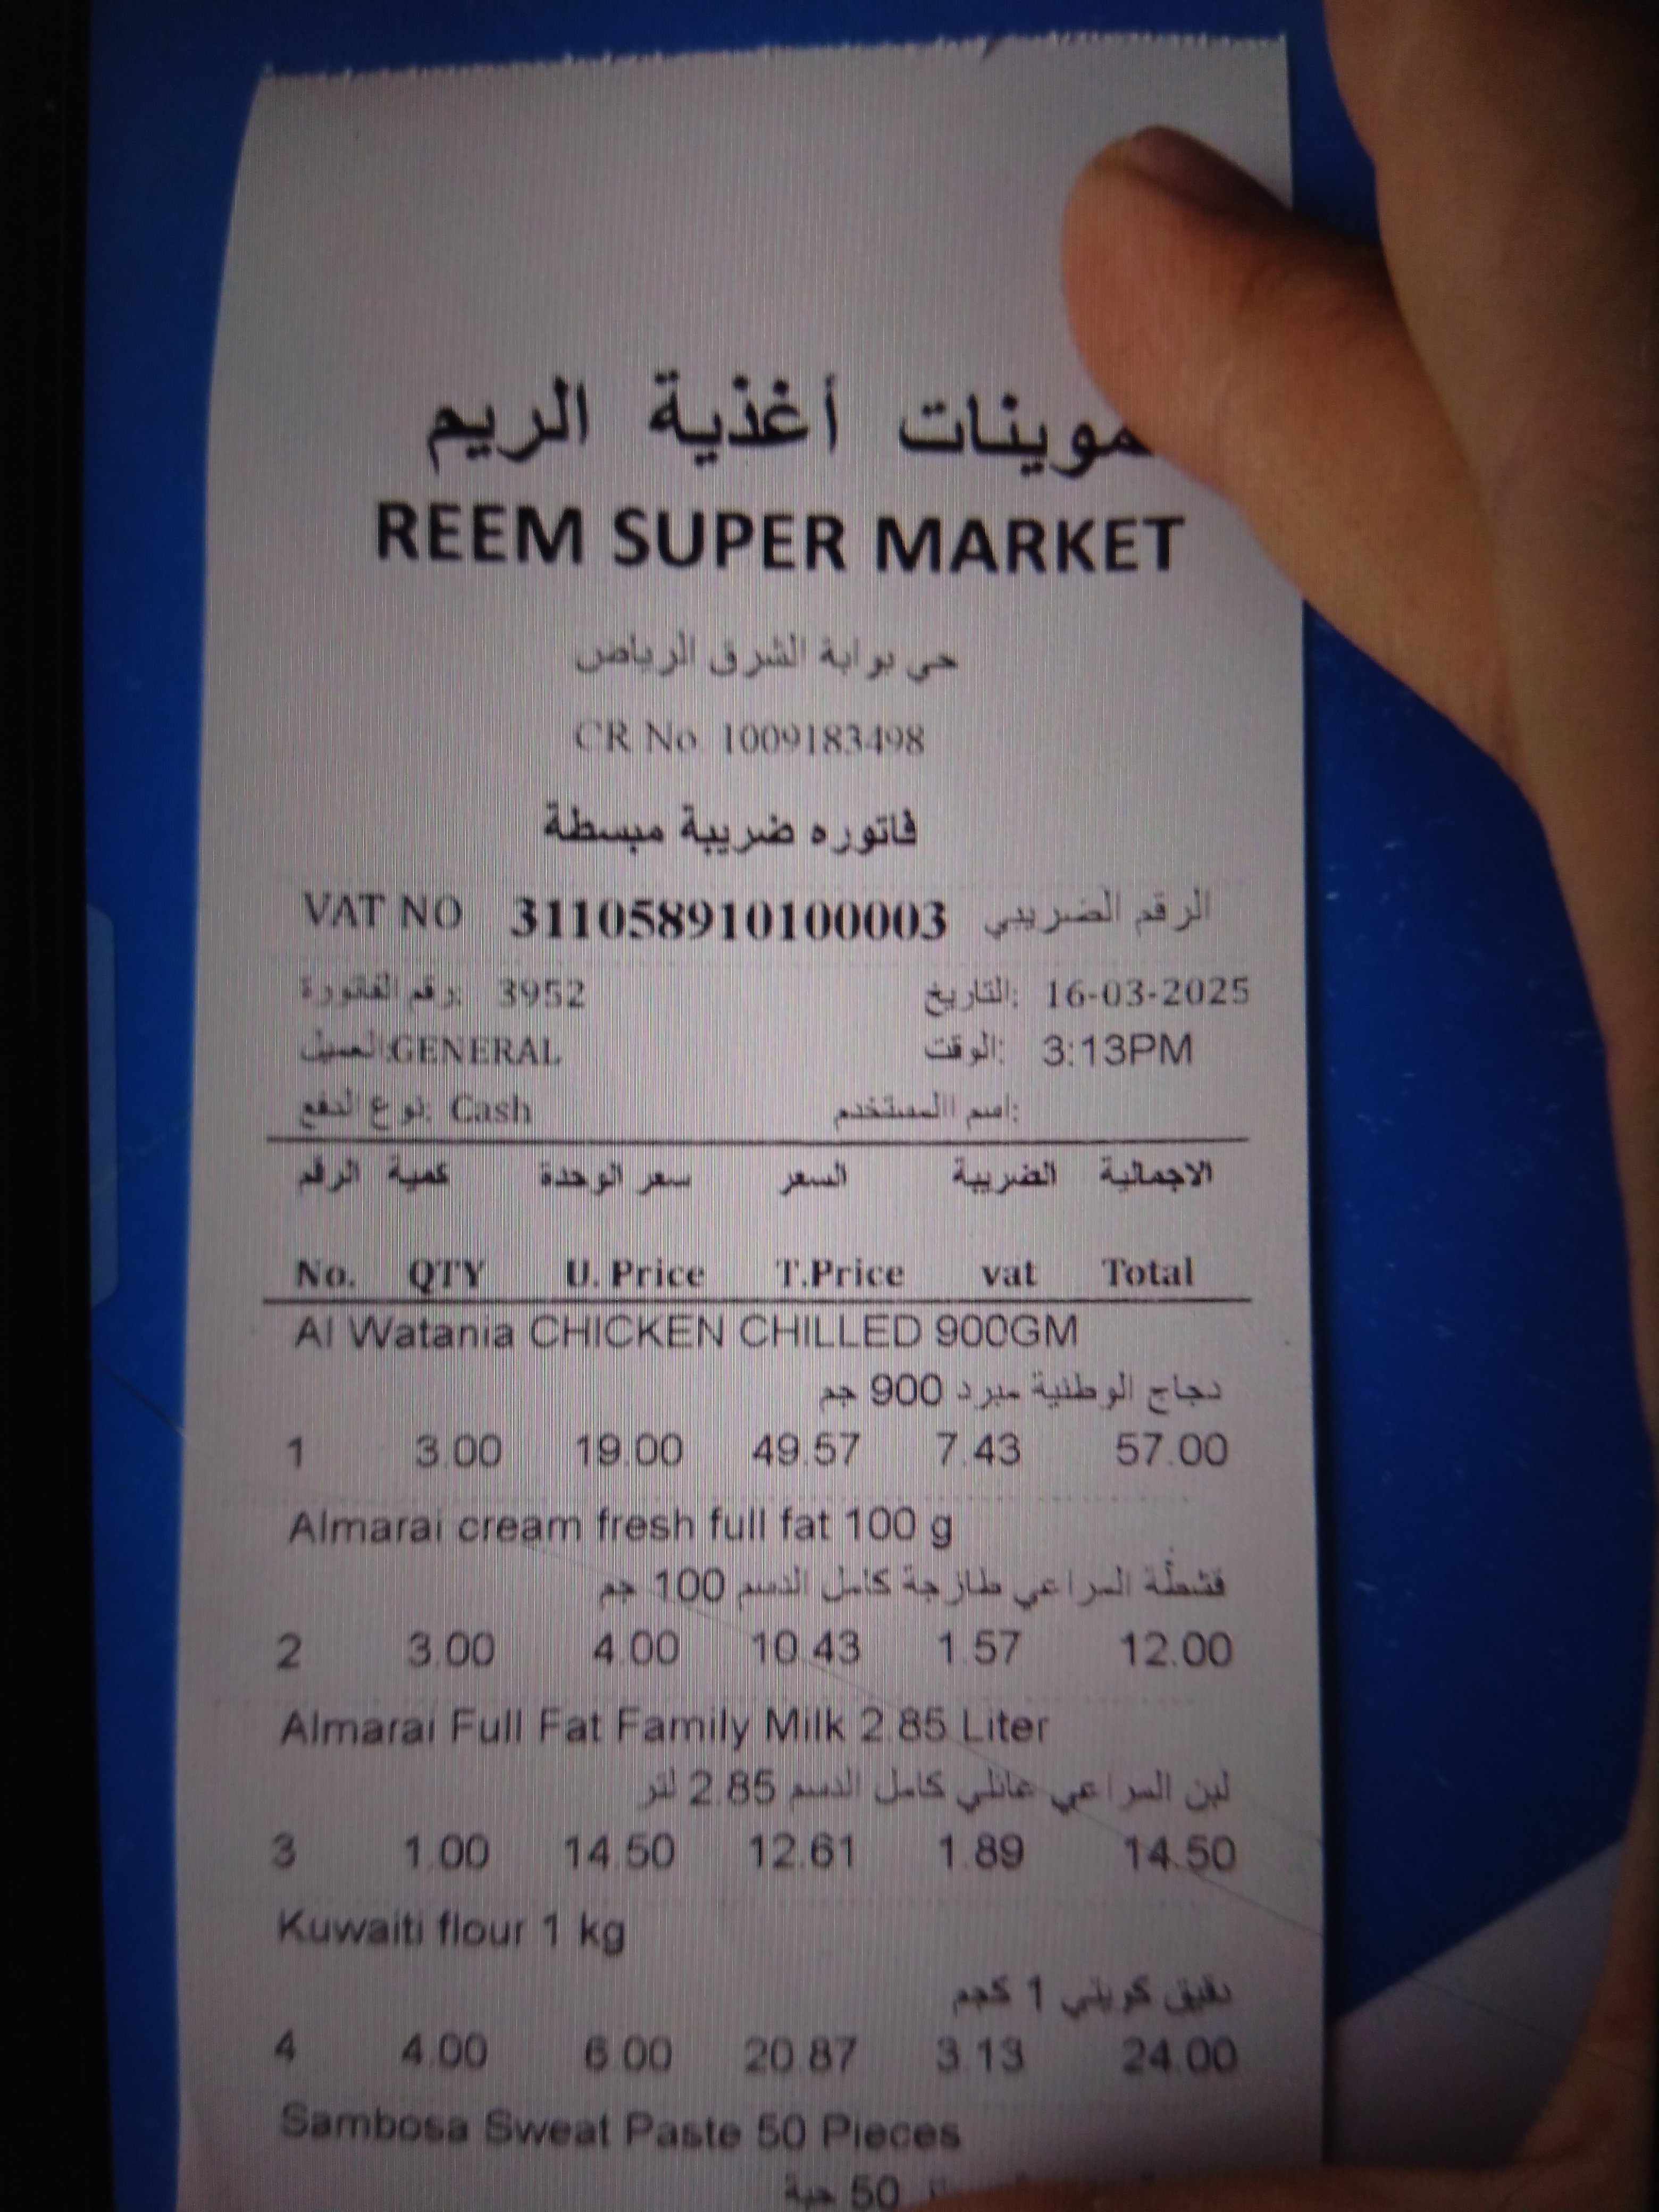 موينات أغذية الريم
REEM SUPER MARKET
حي بوابة الشرق الرياض
CR No. 1009183498
فاتوره ضريبة مبسطة
VAT NO 311058910100003 الرقم الضريبي
رقم الفاتورة: 3952 التاريخ: 16-03-2025
العميل:GENERAL الوقت: 3:13PM
نوع الدفع: Cash اسم االمستخدم:
الرقم كمية سعر الوحدة السعر الضريبة الاجمالية
No. QTY U. Price T.Price vat Total
Al Watania CHICKEN CHILLED 900GM
دجاج الوطنية مبرد 900 جم
1 3.00 19.00 49.57 7.43 57.00
Almarai cream fresh full fat 100 g
قشطة المراعي طازجة كامل الدسم 100 جم
2 3.00 4.00 10.43 1.57 12.00
Almarai Full Fat Family Milk 2.85 Liter
لبن المراعي عائلي كامل الدسم 2.85 لتر
3 1.00 14.50 12.61 1.89 14.50
Kuwaiti flour 1 kg
دقيق كويتي 1 كجم
4 4.00 6.00 20.87 3.13 24.00
Sambosa Sweat Paste 50 Pieces
50 حبة